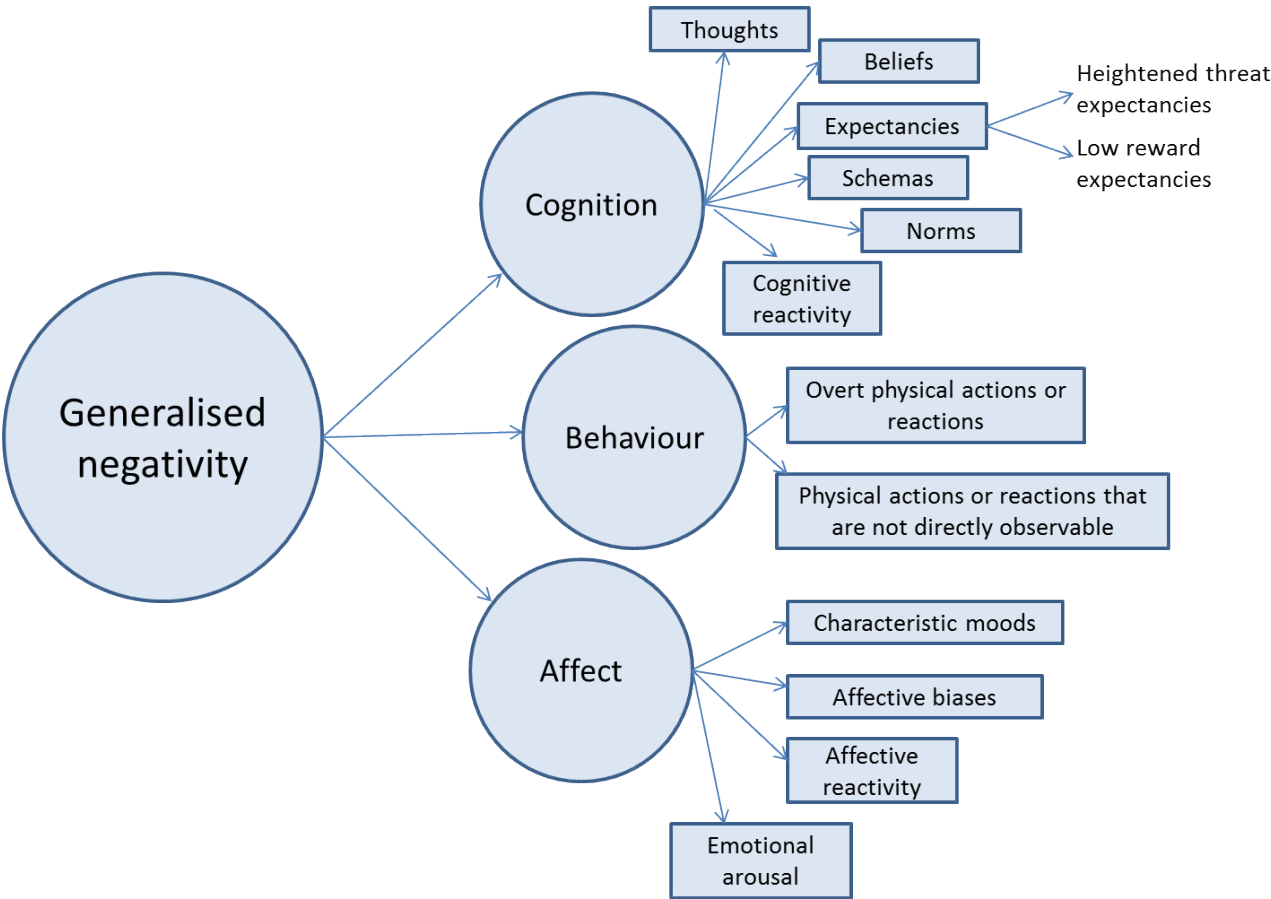 Thoughts
Beliefs
Heightened threat
expectancies
Expectancies
Low reward
expectancies
Schemas
Cognition
Norms
Cognitive
reactivity
Generalised
negativity
Overt physical actions or
reactions
Behaviour
Physical actions or reactions that
are not directly observable
Characteristic moods
Affect
Affective biases
Affective
reactivity
Emotional
arousal